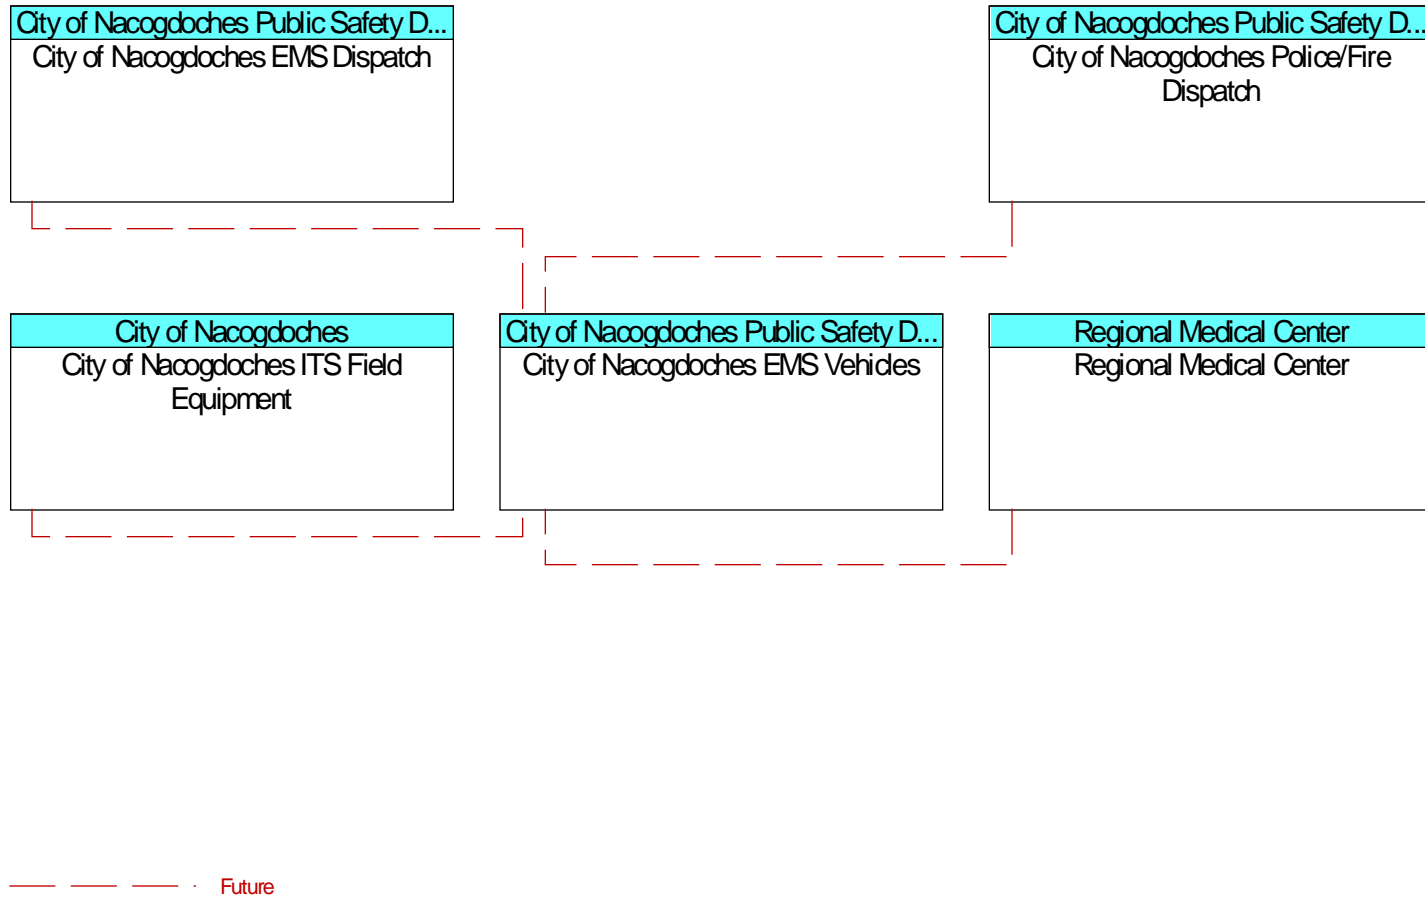 City of Nacogdoches Public Safety D...
City of Nacogdoches EMS Dispatch
City of Nacogdoches Public Safety D...
City of Nacogdoches Police/Fire
Dispatch
City of Nacogdoches
City of Nacogdoches ITS Field
Equipment
City of Nacogdoches Public Safety D...
City of Nacogdoches EMS Vehicles
Regional Medical Center
Regional Medical Center
Future